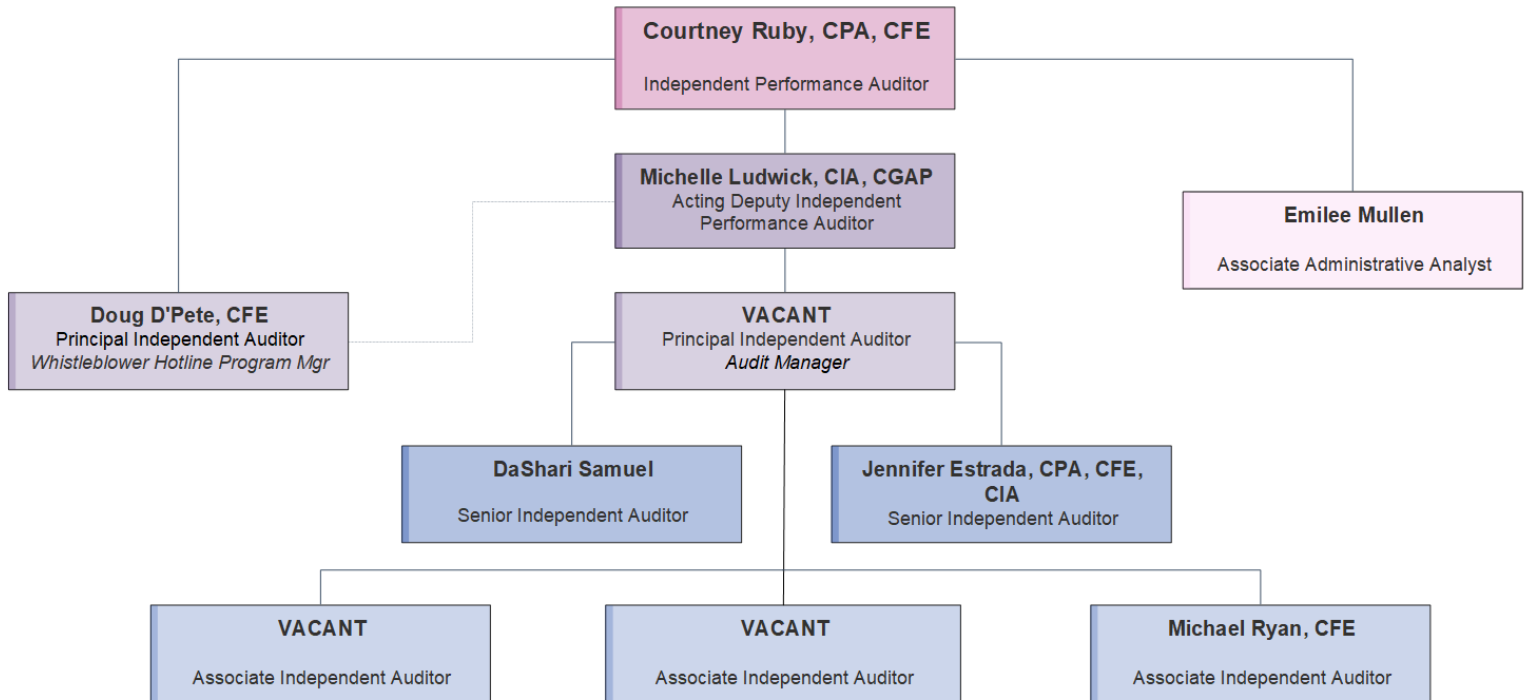 Courtney Ruby, CPA, CFE
Independent Performance Auditor
Michelle Ludwick, CIA, CGAP
Acting Deputy Independent
Performance Auditor
Emilee Mullen
Associate Administrative Analyst
Doug D'Pete, CFE
Principal Independent Auditor
Whistleblower Hotline Program Mgr
VACANT
Principal Independent Auditor
Audit Manager
DaShari Samuel
Senior Independent Auditor
Jennifer Estrada, CPA, CFE,
CIA
Senior Independent Auditor
VACANT
Associate Independent Auditor
VACANT
Associate Independent Auditor
Michael Ryan, CFE
Associate Independent Auditor